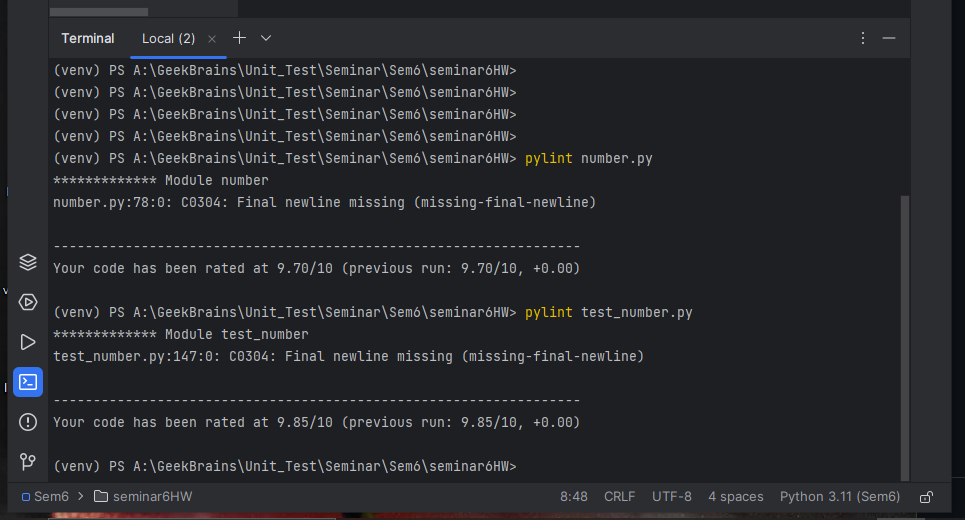 Terminal Local (2) × +
(venv) PS A:\GeekBrains\Unit_Test\Seminar\Sem6\seminar6HW>
(venv) PS A:\GeekBrains\Unit_Test\Seminar\Sem6\seminar6HW>
(venv) PS A:\GeekBrains\Unit_Test\Seminar\Sem6\seminar6HW>
(venv) PS A:\GeekBrains\Unit_Test\Seminar\Sem6\seminar6HW>
(venv) PS A:\GeekBrains\Unit_Test\Seminar\Sem6\seminar6HW> pylint number.py
************* Module number
number.py:78:0: C0304: Final newline missing (missing-final-newline)
------------------------------------------------------------------
Your code has been rated at 9.70/10 (previous run: 9.70/10, +0.00)
(venv) PS A:\GeekBrains\Unit_Test\Seminar\Sem6\seminar6HW> pylint test_number.py
************* Module test_number
test_number.py:147:0: C0304: Final newline missing (missing-final-newline)
------------------------------------------------------------------
Your code has been rated at 9.85/10 (previous run: 9.85/10, +0.00)
(venv) PS A:\GeekBrains\Unit_Test\Seminar\Sem6\seminar6HW>
Sem6 > seminar6HW 8:48 CRLF UTF-8 4 spaces Python 3.11 (Sem6)